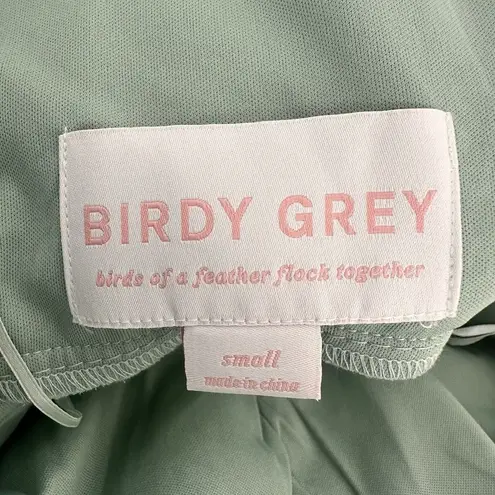 BIRDY GREY
birds of a feather flock together
small
made in china